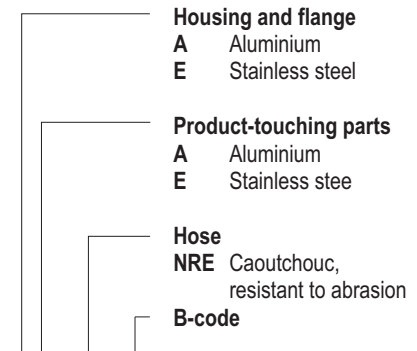 Housing and flange
A Aluminium
E Stainless steel
Product-touching parts
A Aluminium
E Stainless stee
Hose
NRE Caoutchouc,
resistant to abrasion
B-code